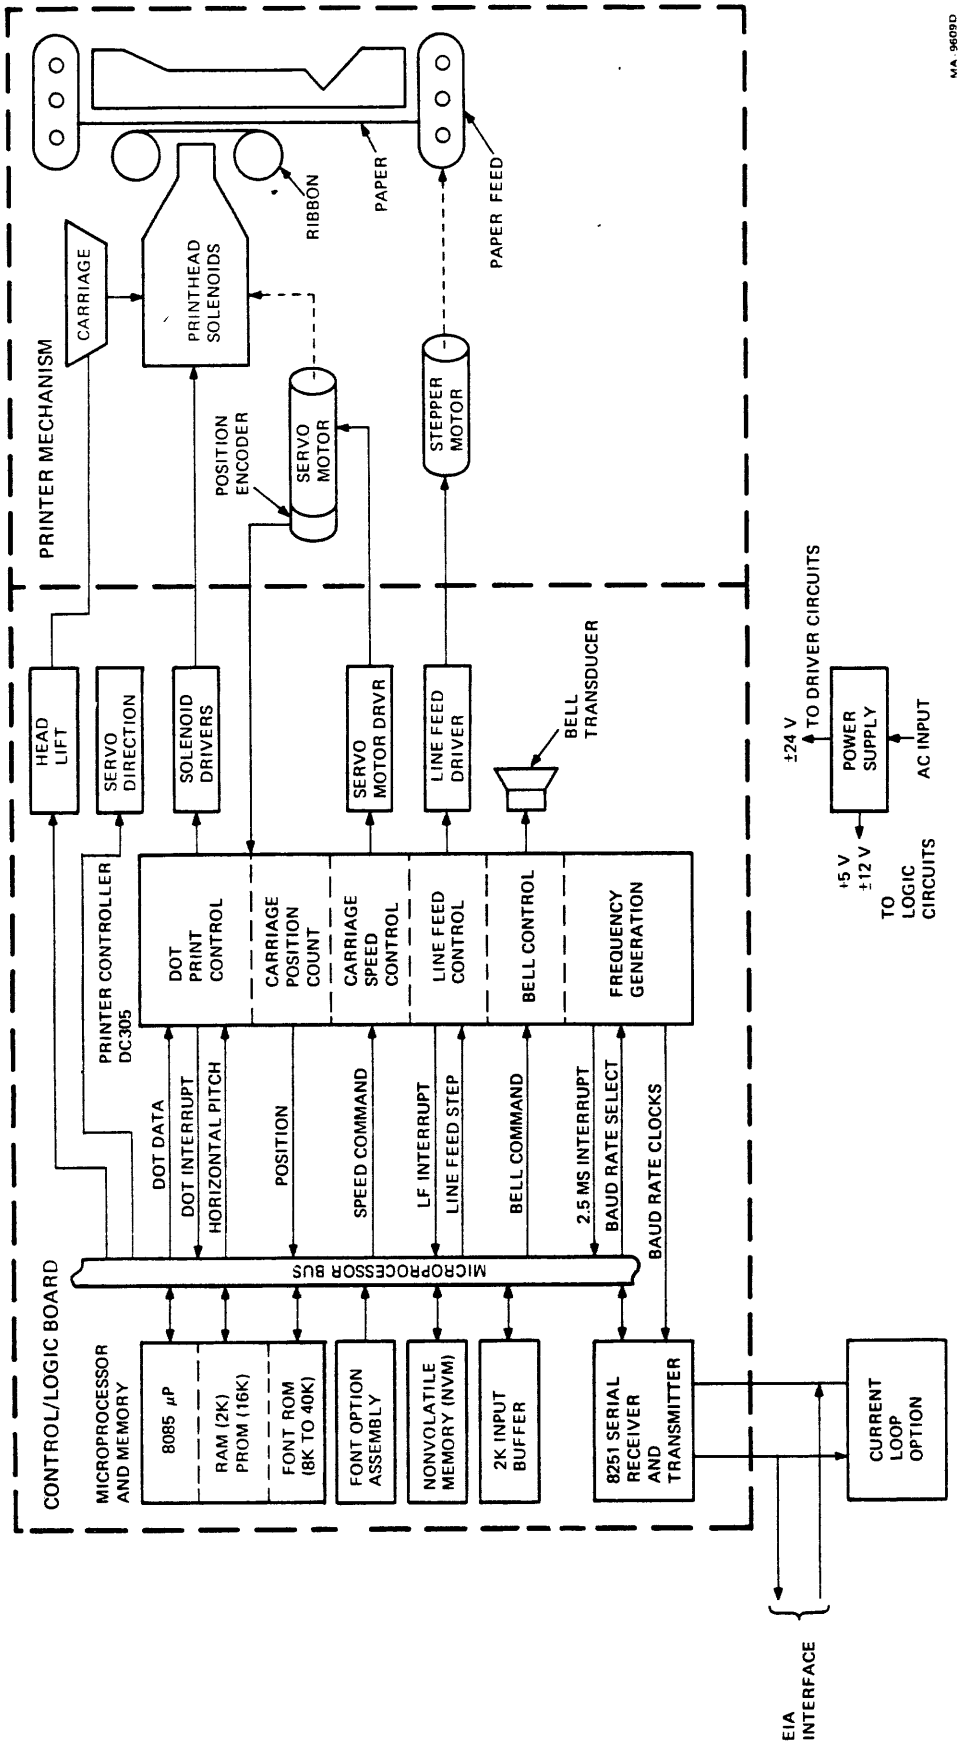 CONTROL/LOGIC BOARD
MICROPROCESSOR
AND MEMORY
8085 µP
RAM (2K)
PROM (16K)
FONT ROM
(8K TO 40K)
FONT OPTION
ASSEMBLY
NONVOLATILE
MEMORY (NVM)
2K INPUT
BUFFER
8251 SERIAL
RECEIVER
AND
TRANSMITTER
CURRENT
LOOP
OPTION
EIA
INTERFACE
MICROPROCESSOR BUS
DOT DATA
DOT INTERRUPT
HORIZONTAL PITCH
POSITION
SPEED COMMAND
LF INTERRUPT
LINE FEED STEP
BELL COMMAND
2.5 MS INTERRUPT
BAUD RATE SELECT
BAUD RATE CLOCKS
PRINTER CONTROLLER
DC305
DOT
PRINT
CONTROL
CARRIAGE
POSITION
COUNT
CARRIAGE
SPEED
CONTROL
LINE FEED
CONTROL
BELL CONTROL
FREQUENCY
GENERATION
HEAD
LIFT
SERVO
DIRECTION
SOLENOID
DRIVERS
SERVO
MOTOR DRVR
LINE FEED
DRIVER
BELL
TRANSDUCER
+5 V
±12 V
TO
LOGIC
CIRCUITS
±24 V
TO DRIVER CIRCUITS
POWER
SUPPLY
AC INPUT
PRINTER MECHANISM
CARRIAGE
PRINTHEAD
SOLENOIDS
POSITION
ENCODER
SERVO
MOTOR
STEPPER
MOTOR
RIBBON
PAPER
PAPER FEED
MA-9609D